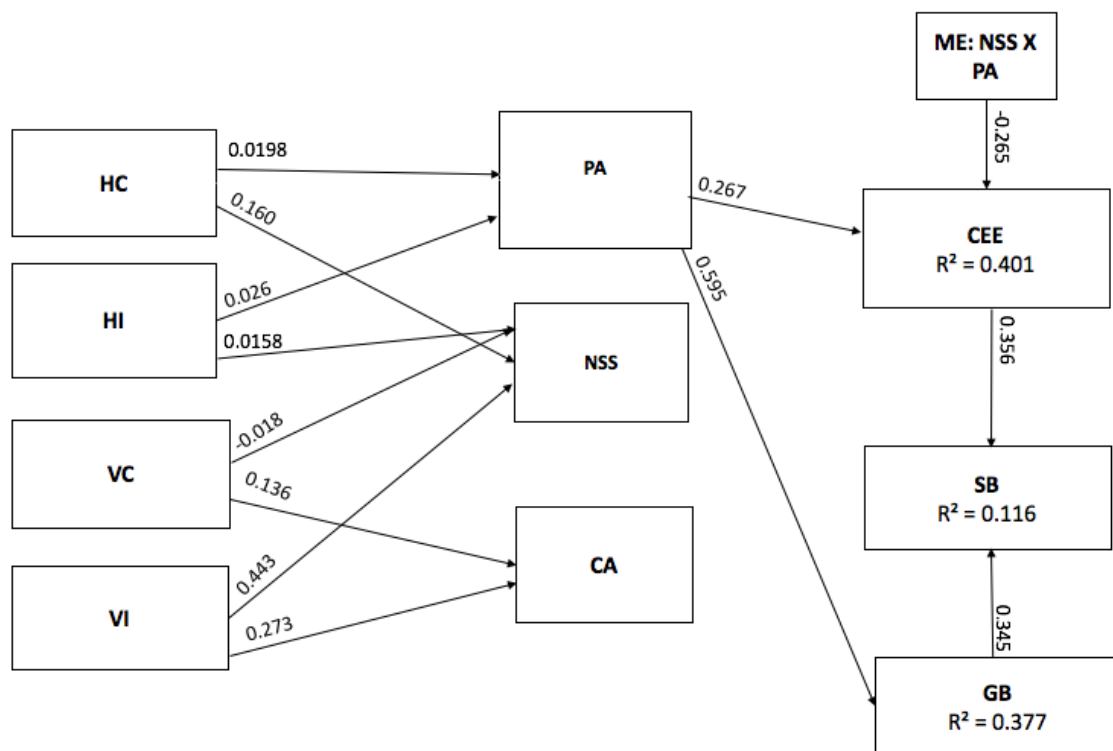 ME: NSS X
PA
-0.265
HC
0.0198
0.160
PA
0.267
0.595
CEE
R² = 0.401
HI
0.026
0.0158
NSS
0.356
VC
-0.018
0.136
SB
R² = 0.116
CA
VI
0.443
0.273
0.345
GB
R² = 0.377